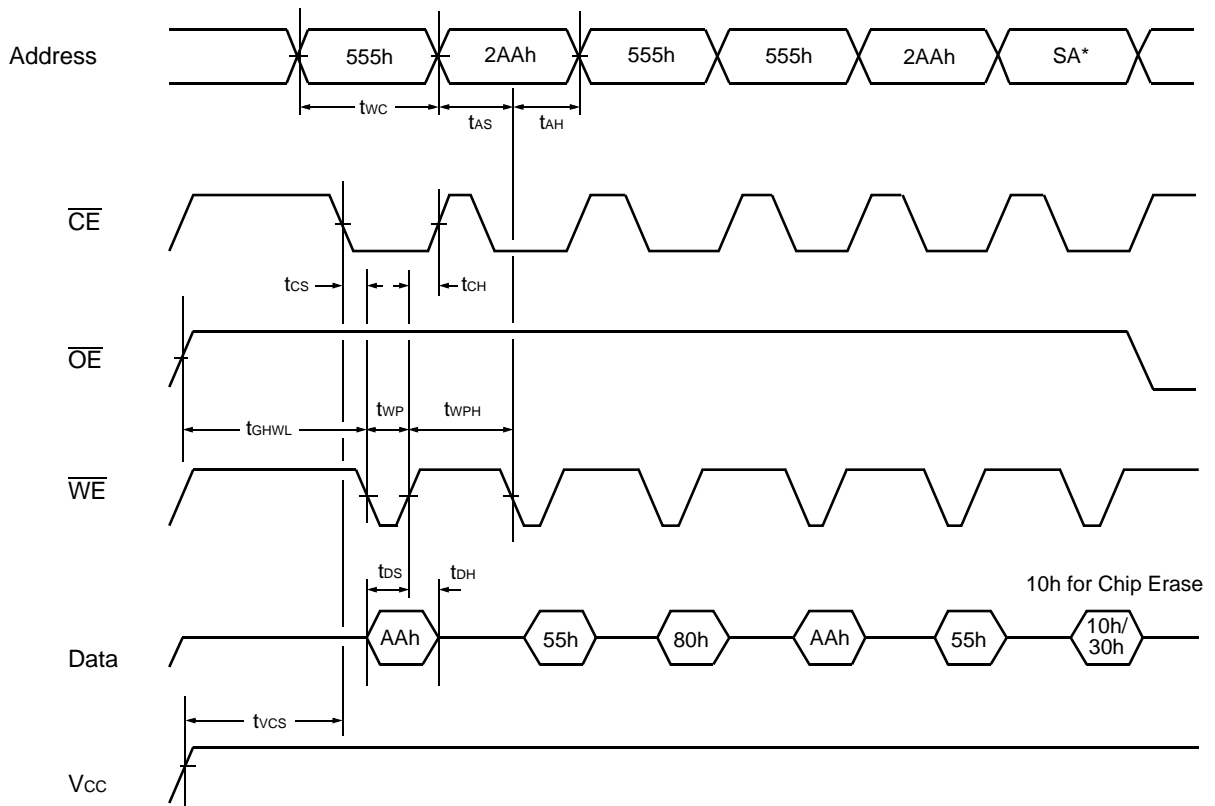 Address
555h
2AAh
555h
555h
2AAh
SA*
tWC
tAS
tAH
CE
tCS
tCH
OE
tGHWL
tWP
tWPH
WE
tDS
tDH
10h for Chip Erase
Data
AAh
55h
80h
AAh
55h
10h/
30h
tVCS
VCC